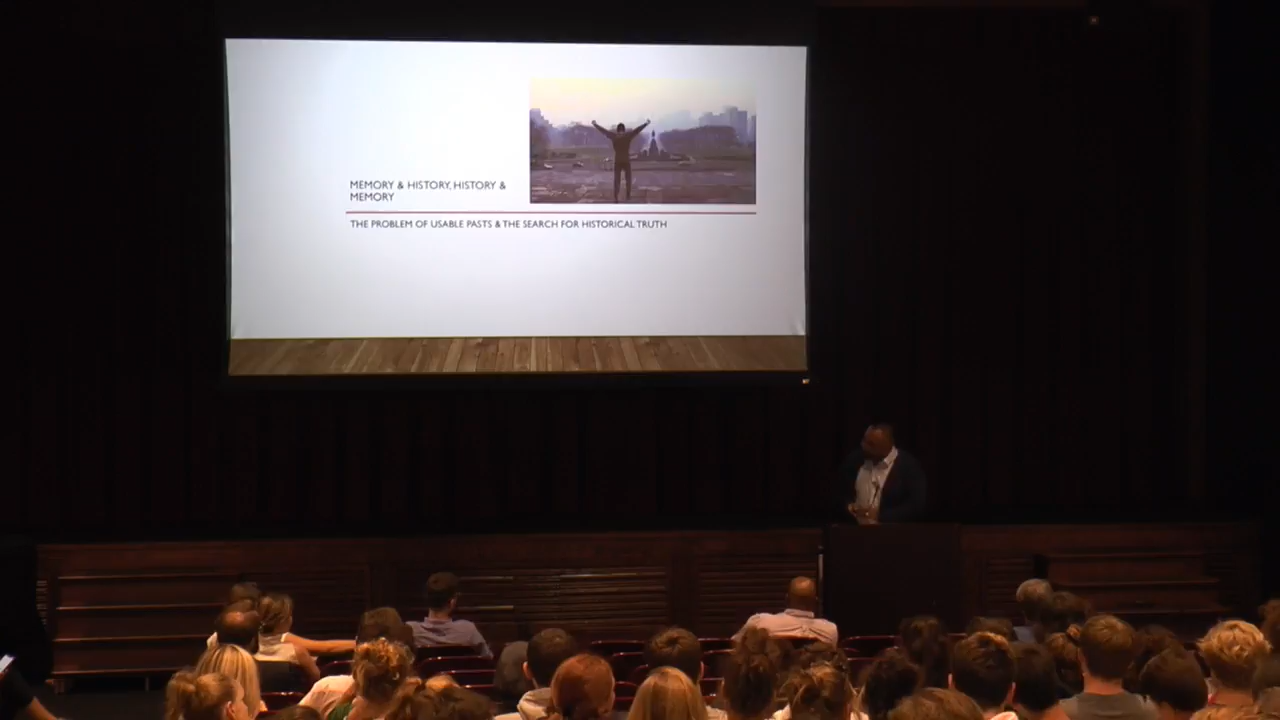 MEMORY & HISTORY, HISTORY &
MEMORY
THE PROBLEM OF USABLE PASTS & THE SEARCH FOR HISTORICAL TRUTH